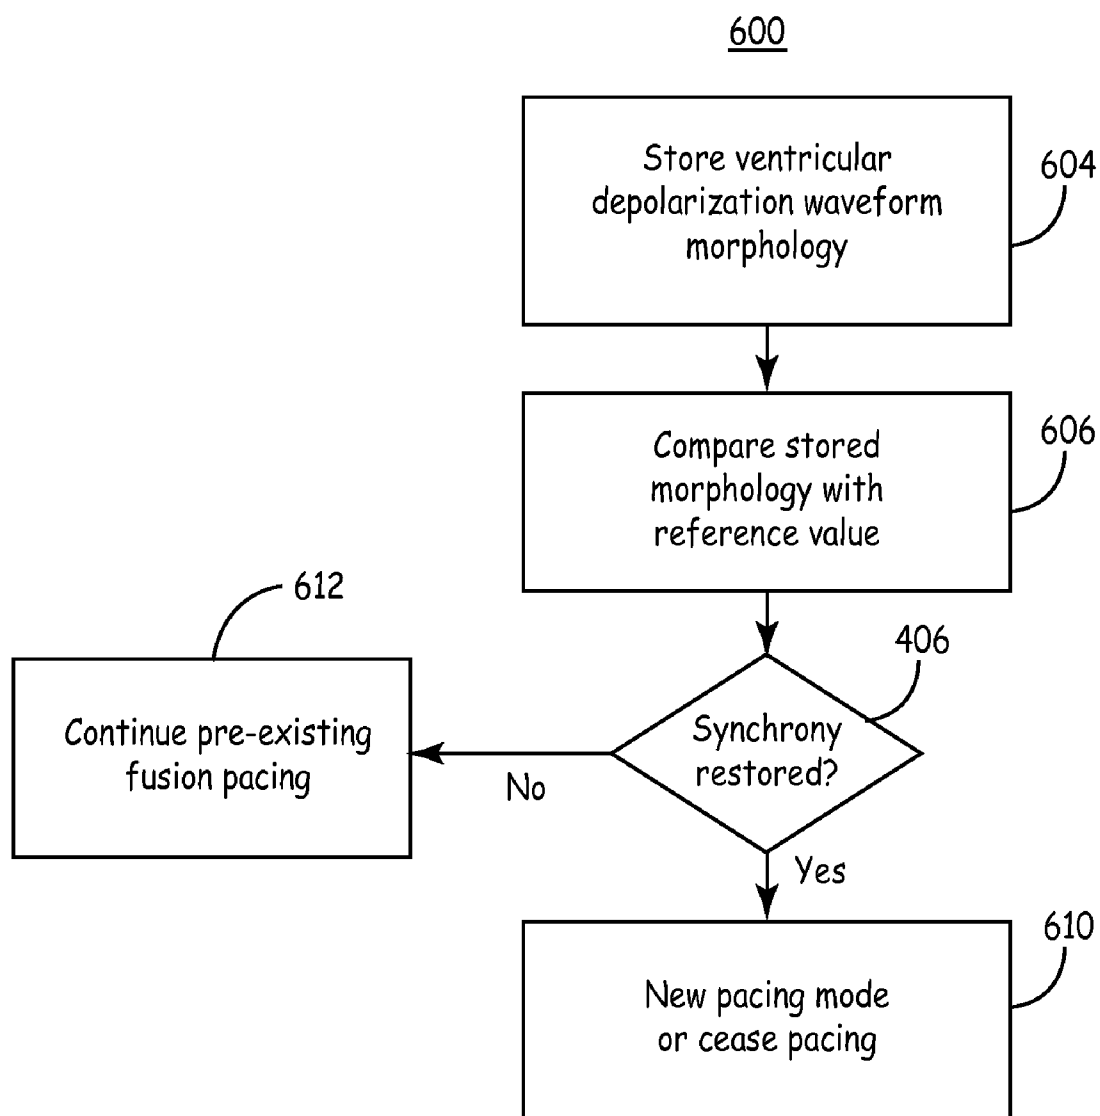 600
Store ventricular
depolarization waveform
morphology
604
Compare stored
morphology with
reference value
606
612
406
Continue pre-existing
fusion pacing
Synchrony
restored?
No
Yes
610
New pacing mode
or cease pacing